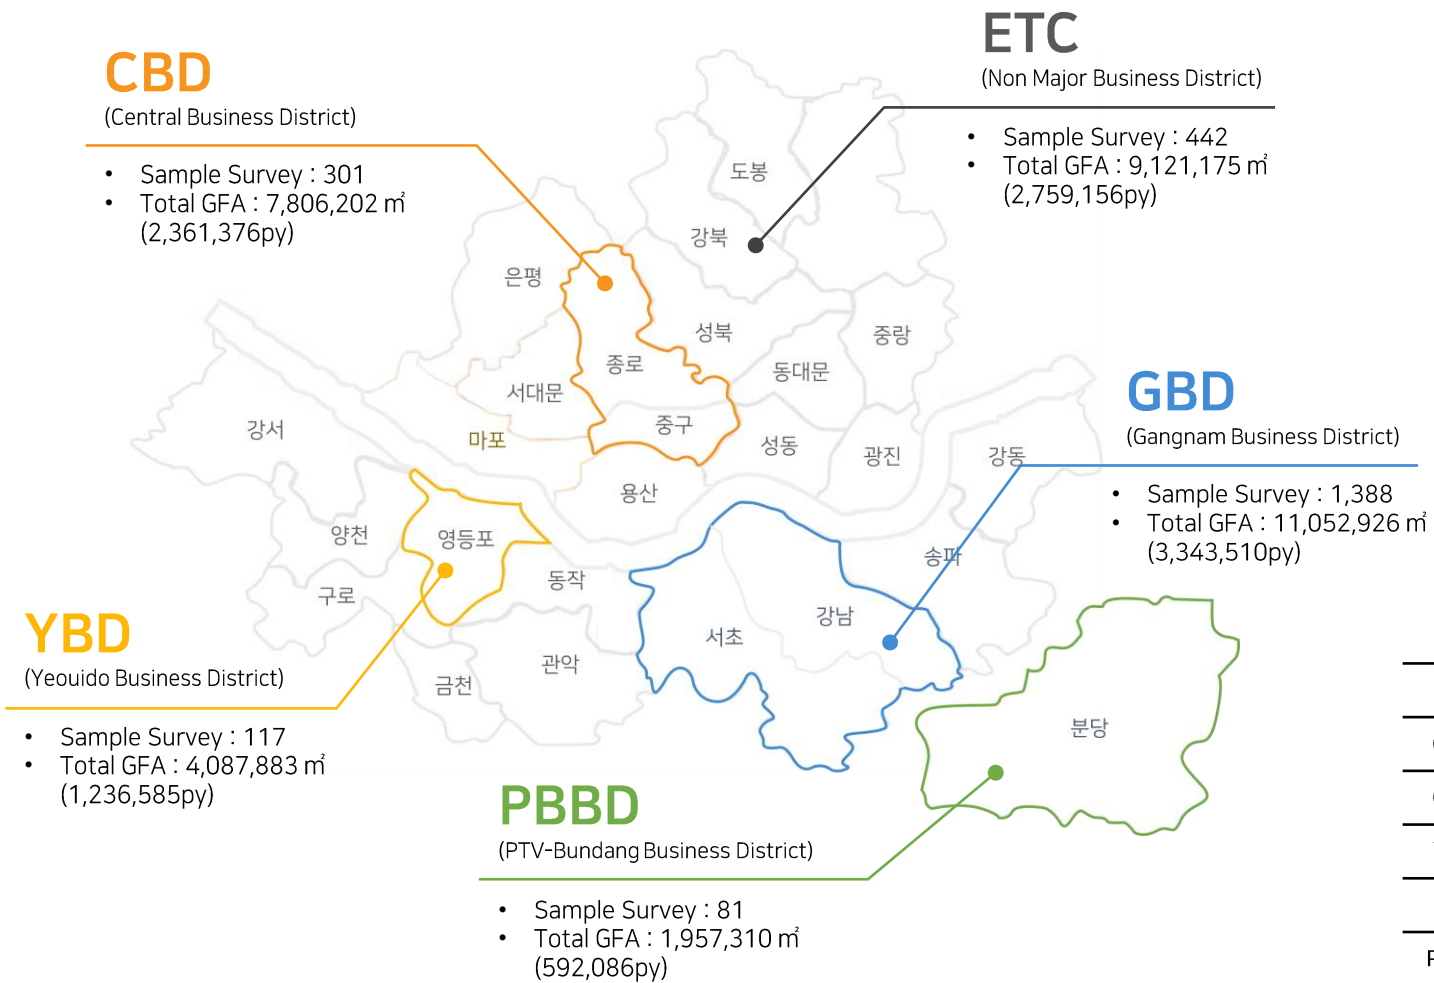 ETC
(Non Major Business District)
• Sample Survey : 442
• Total GFA : 9,121,175 ㎡
(2,759,156py)
CBD
(Central Business District)
• Sample Survey : 301
• Total GFA : 7,806,202 ㎡
(2,361,376py)
도봉
강북
은평
성북
중랑
종로
동대문
서대문
강서
마포
중구
성동
광진
강동
용산
GBD
(Gangnam Business District)
• Sample Survey : 1,388
• Total GFA : 11,052,926 ㎡
(3,343,510py)
양천
영등포
송파
구로
동작
강남
서초
관악
금천
분당
YBD
(Yeouido Business District)
• Sample Survey : 117
• Total GFA : 4,087,883 ㎡
(1,236,585py)
PBBD
(PTV-Bundang Business District)
• Sample Survey : 81
• Total GFA : 1,957,310 ㎡
(592,086py)